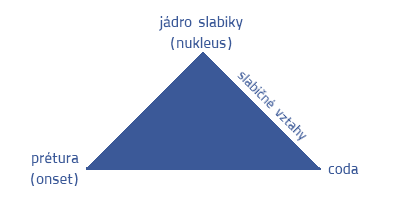 jádro slabiky
(nukleus)
slabičné vztahy
prétura
(onset)
coda